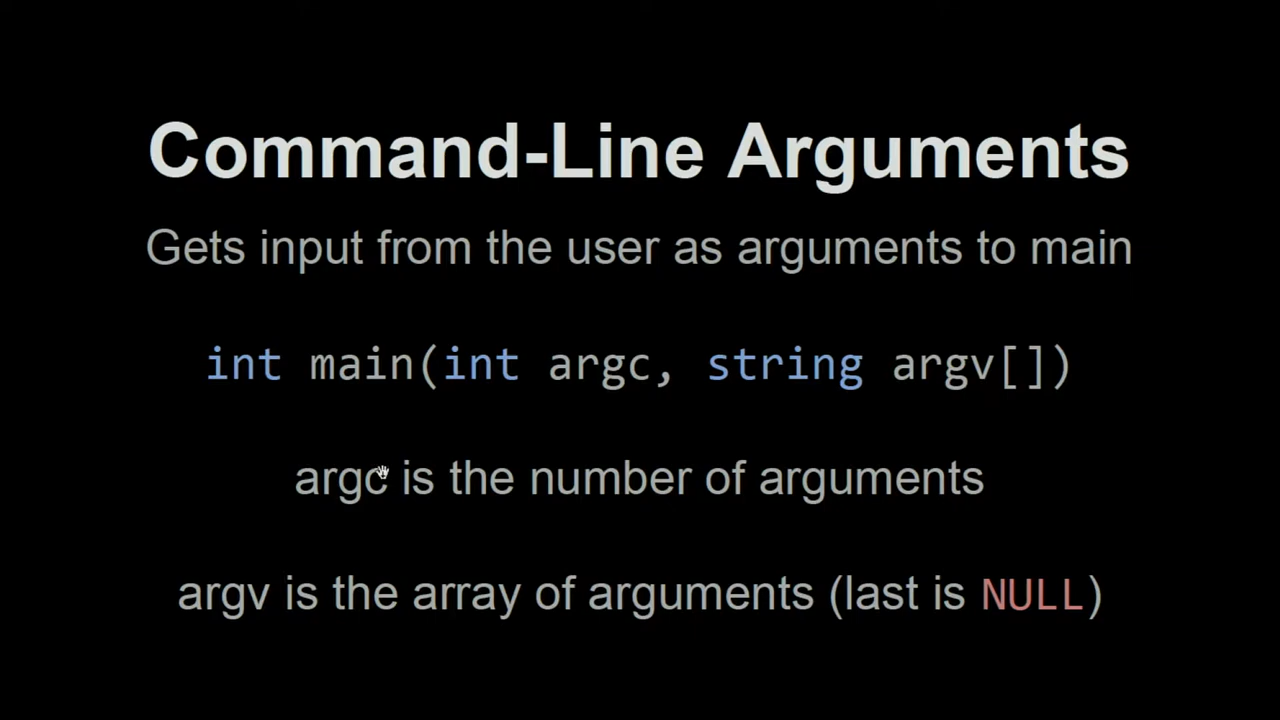 Command-Line Arguments
Gets input from the user as arguments to main
int main(int argc, string argv[])
argc is the number of arguments
argv is the array of arguments (last is NULL)